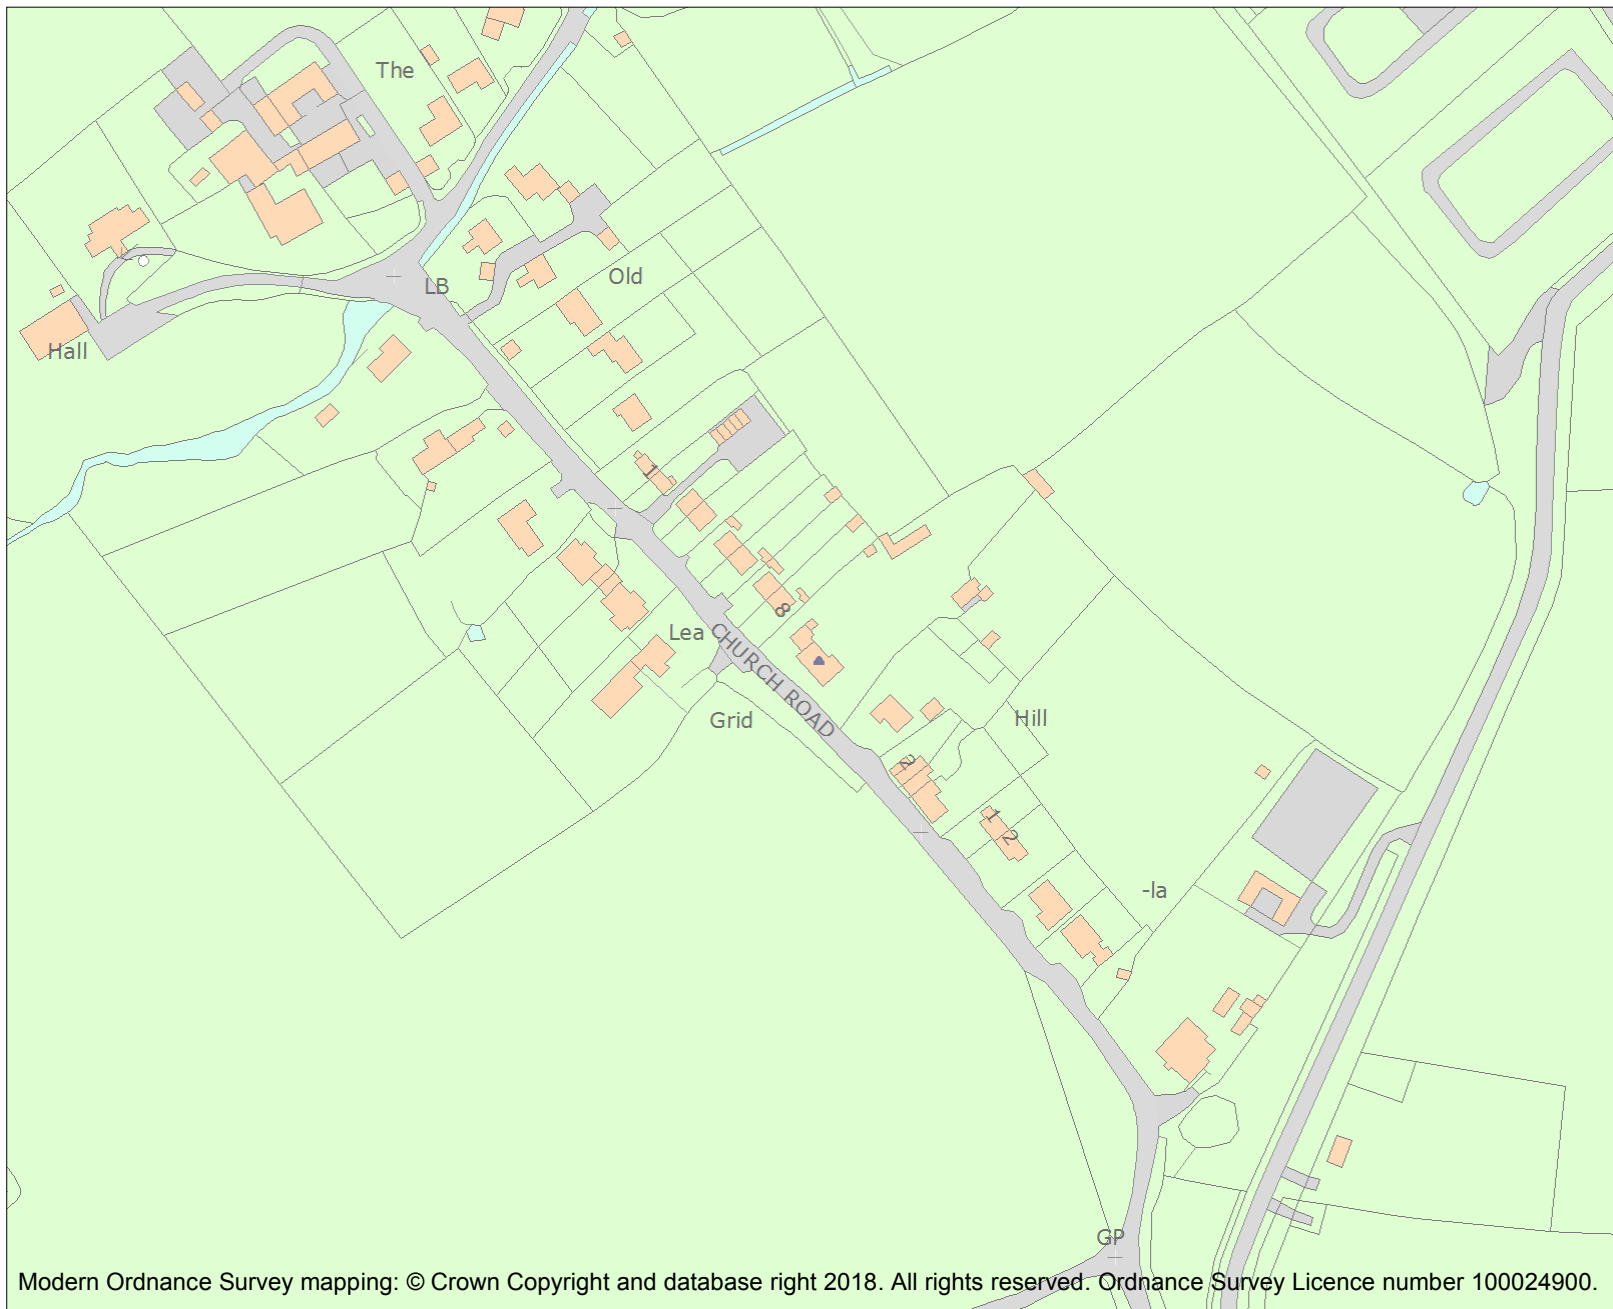 The
Old
LB
Hall
1
8
Lea
CHURCH ROAD
Grid
Hill
2
1
2
-la
GP
Modern Ordnance Survey mapping: © Crown Copyright and database right 2018. All rights reserved. Ordnance Survey Licence number 100024900.